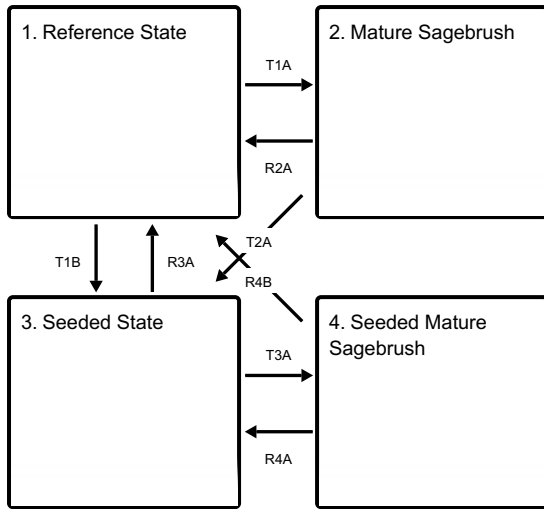 1. Reference State
2. Mature Sagebrush
T1A
R2A
T1B
R3A
T2A
R4B
3. Seeded State
4. Seeded Mature
Sagebrush
T3A
R4A